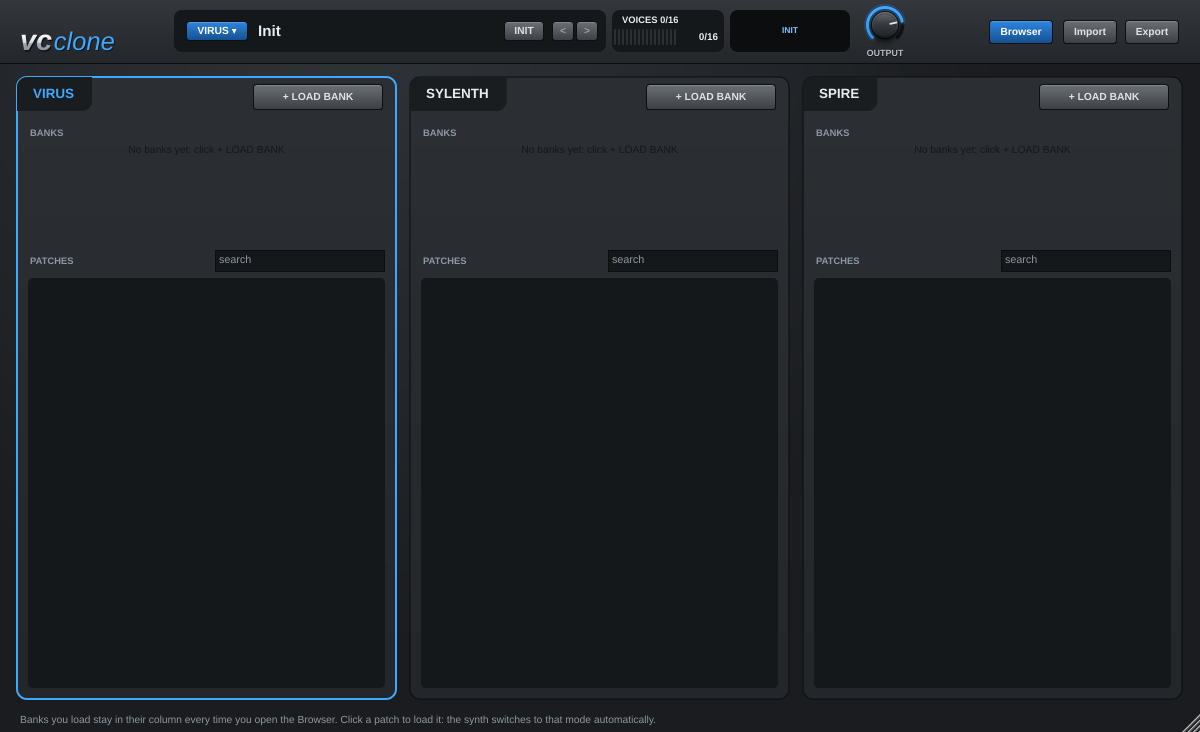 vcclone
VIRUS ▾ Init INIT < >
VOICES 0/16
0/16
INIT
OUTPUT
Browser Import Export
VIRUS
+ LOAD BANK
BANKS
No banks yet: click + LOAD BANK
PATCHES
search
SYLENTH
+ LOAD BANK
BANKS
No banks yet: click + LOAD BANK
PATCHES
search
SPIRE
+ LOAD BANK
BANKS
No banks yet: click + LOAD BANK
PATCHES
search
Banks you load stay in their column every time you open the Browser. Click a patch to load it: the synth switches to that mode automatically.